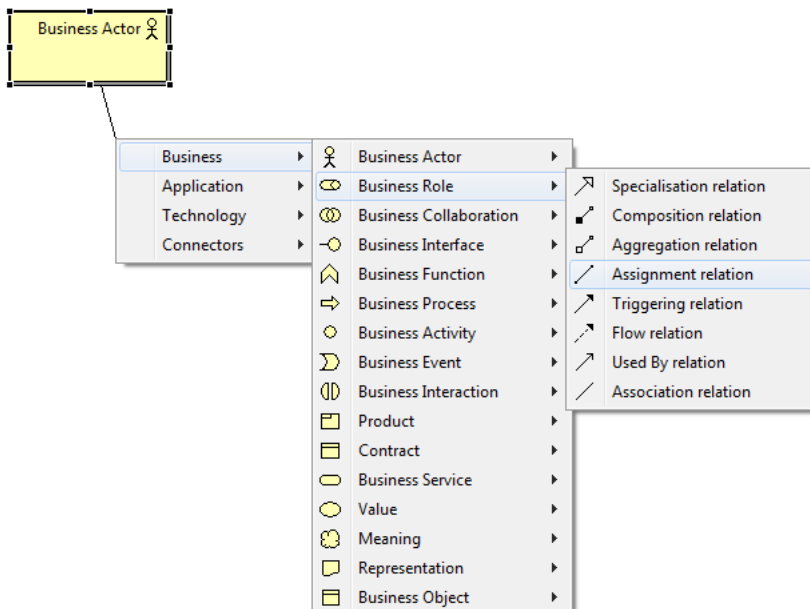 Business Actor
Business
Application
Technology
Connectors
Business Actor
Business Role
Business Collaboration
Business Interface
Business Function
Business Process
Business Activity
Business Event
Business Interaction
Product
Contract
Business Service
Value
Meaning
Representation
Business Object
Specialisation relation
Composition relation
Aggregation relation
Assignment relation
Triggering relation
Flow relation
Used By relation
Association relation